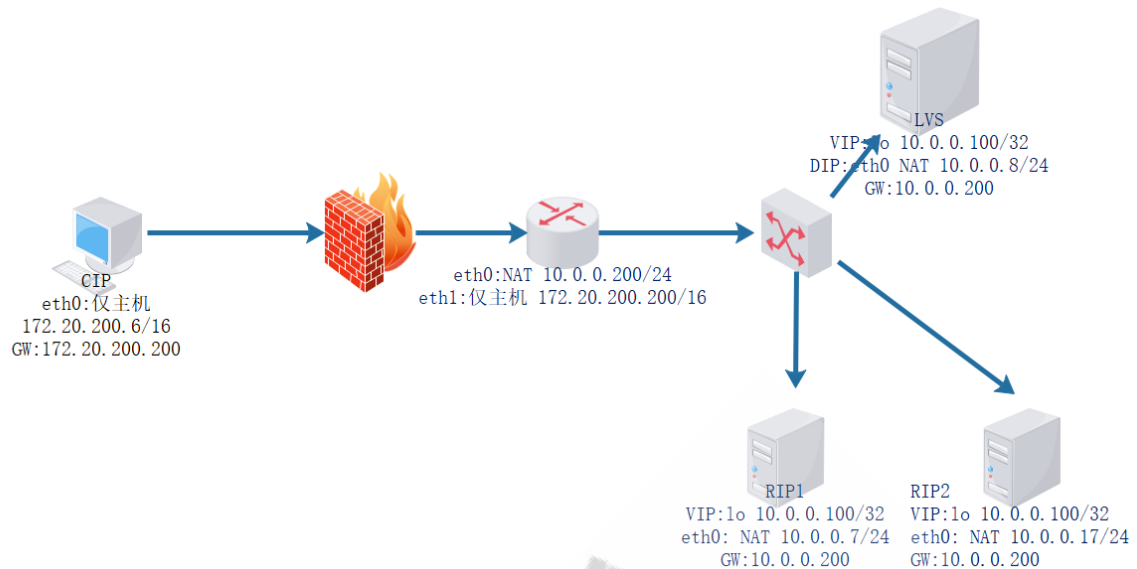 LVS
VIP:lo 10.0.0.100/32
DIP:eth0 NAT 10.0.0.8/24
GW:10.0.0.200
CIP
eth0:仅主机
172.20.200.6/16
GW:172.20.200.200
eth0:NAT 10.0.0.200/24
eth1:仅主机 172.20.200.200/16
RIP1
VIP:lo 10.0.0.100/32
eth0: NAT 10.0.0.7/24
GW:10.0.0.200
RIP2
VIP:lo 10.0.0.100/32
eth0: NAT 10.0.0.17/24
GW:10.0.0.200